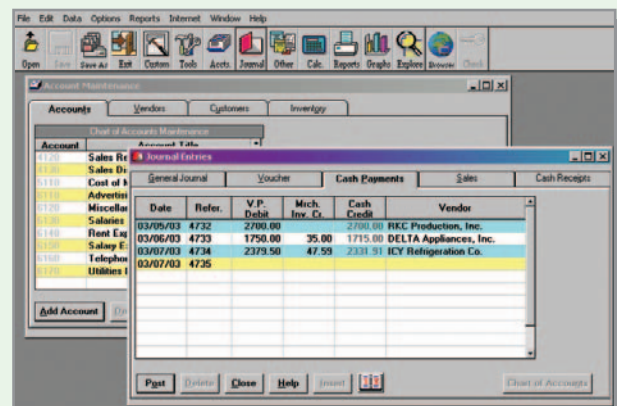 File Edit Data Options Reports Internet Window Help
Open Save Save As Exit Custom Tools Accts. Journal Other Calc. Reports Graphs Explore Browser Check
Account Maintenance
Accounts Vendors Customers Inventory
Chart of Accounts Maintenance
Account Account Title
4120 Sales Re
4130 Sales Di
5110 Cost of M
6110 Advertisi
6120 Miscellar
6130 Salaries
6140 Rent Exp
6150 Salary E
6160 Telephor
6170 Utilities I
Add Account
Journal Entries
General Journal Voucher Cash Payments Sales Cash Receipts
Date Refer. V.P. Debit Mrch. Inv. Cr. Cash Credit Vendor
03/05/03 4732 2700.00 2700.00 RKC Production, Inc.
03/06/03 4733 1750.00 35.00 1715.00 DELTA Appliances, Inc.
03/07/03 4734 2379.50 47.59 2331.91 ICY Refrigeration Co.
03/07/03 4735
Post Delete Close Help Insert Chart of Accounts